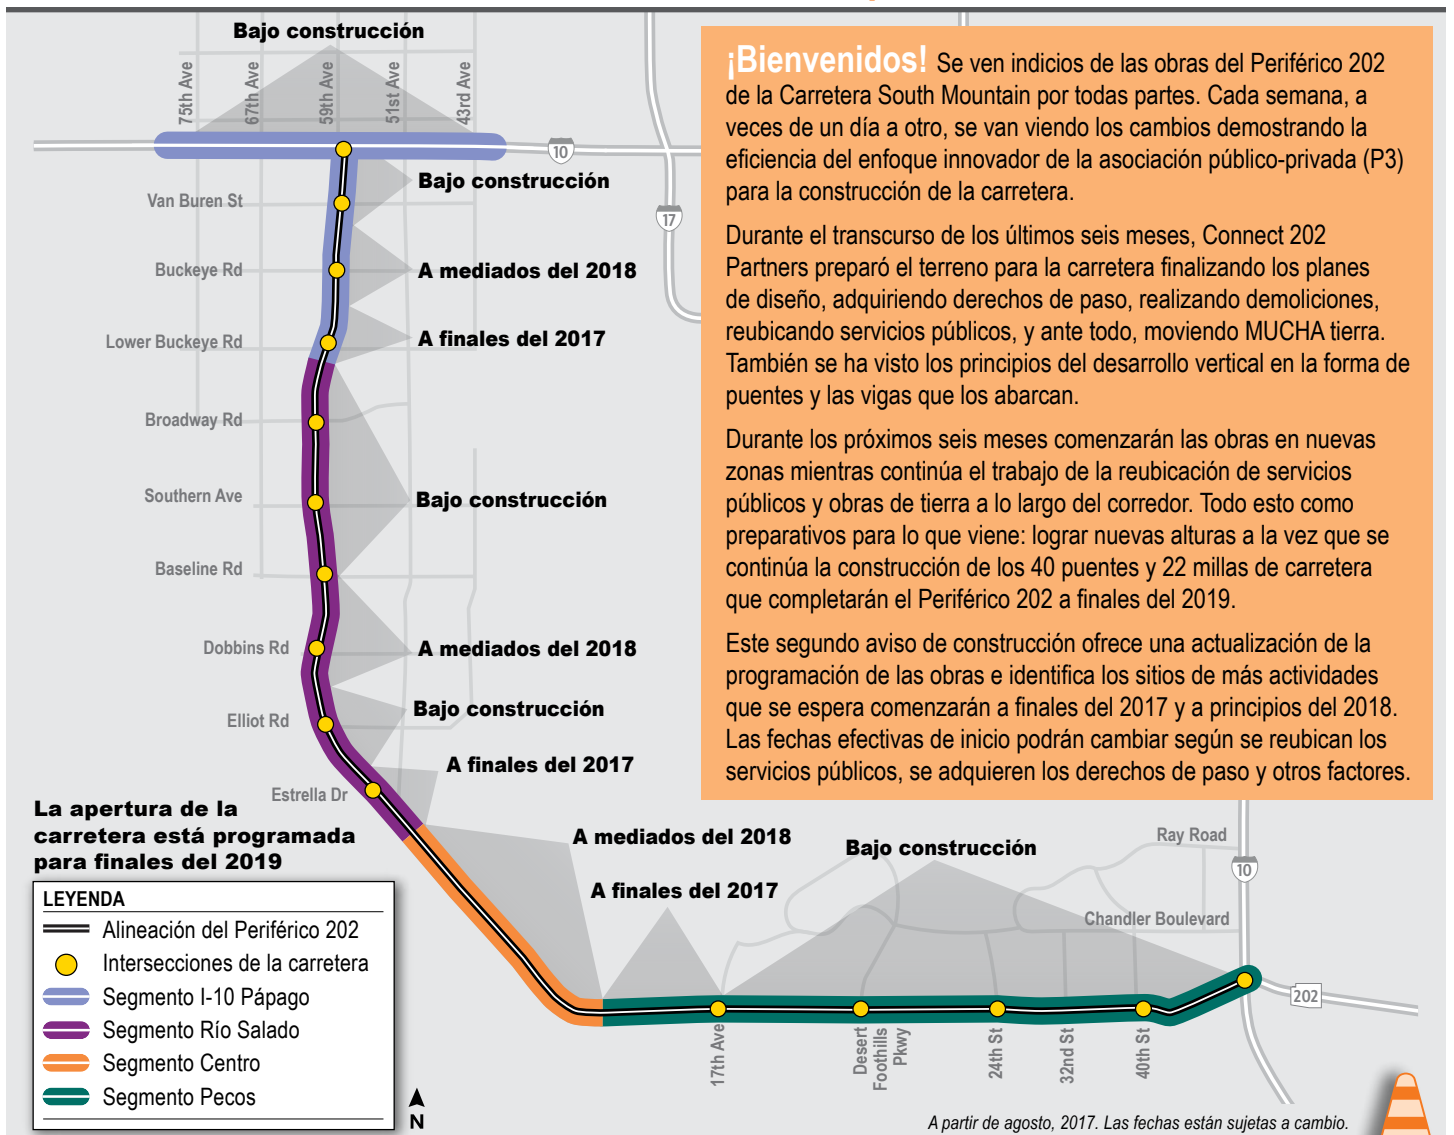 Bajo construcción
75th Ave
67th Ave
59th Ave
51st Ave
43rd Ave
10
Bajo construcción
Van Buren St
17
Buckeye Rd
A mediados del 2018
Lower Buckeye Rd
A finales del 2017
Broadway Rd
Southern Ave
Bajo construcción
Baseline Rd
Dobbins Rd
A mediados del 2018
Elliot Rd
Bajo construcción
A finales del 2017
Estrella Dr
¡Bienvenidos! Se ven indicios de las obras del Periférico 202
de la Carretera South Mountain por todas partes. Cada semana, a
veces de un día a otro, se van viendo los cambios demostrando la
eficiencia del enfoque innovador de la asociación público-privada (P3)
para la construcción de la carretera.
Durante el transcurso de los últimos seis meses, Connect 202
Partners preparó el terreno para la carretera finalizando los planes
de diseño, adquiriendo derechos de paso, realizando demoliciones,
reubicando servicios públicos, y ante todo, moviendo MUCHA tierra.
También se ha visto los principios del desarrollo vertical en la forma de
puentes y las vigas que los abarcan.
Durante los próximos seis meses comenzarán las obras en nuevas
zonas mientras continúa el trabajo de la reubicación de servicios
públicos y obras de tierra a lo largo del corredor. Todo esto como
preparativos para lo que viene: lograr nuevas alturas a la vez que se
continúa la construcción de los 40 puentes y 22 millas de carretera
que completarán el Periférico 202 a finales del 2019.
Este segundo aviso de construcción ofrece una actualización de la
programación de las obras e identifica los sitios de más actividades
que se espera comenzarán a finales del 2017 y a principios del 2018.
Las fechas efectivas de inicio podrán cambiar según se reubican los
servicios públicos, se adquieren los derechos de paso y otros factores.
La apertura de la
carretera está programada
para finales del 2019
A mediados del 2018
A finales del 2017
Bajo construcción
Ray Road
10
Chandler Boulevard
202
17th Ave
Desert
Foothills
Pkwy
24th St
32nd St
40th St
LEYENDA
Alineación del Periférico 202
Intersecciones de la carretera
Segmento I-10 Pápago
Segmento Río Salado
Segmento Centro
Segmento Pecos
N
A partir de agosto, 2017. Las fechas están sujetas a cambio.